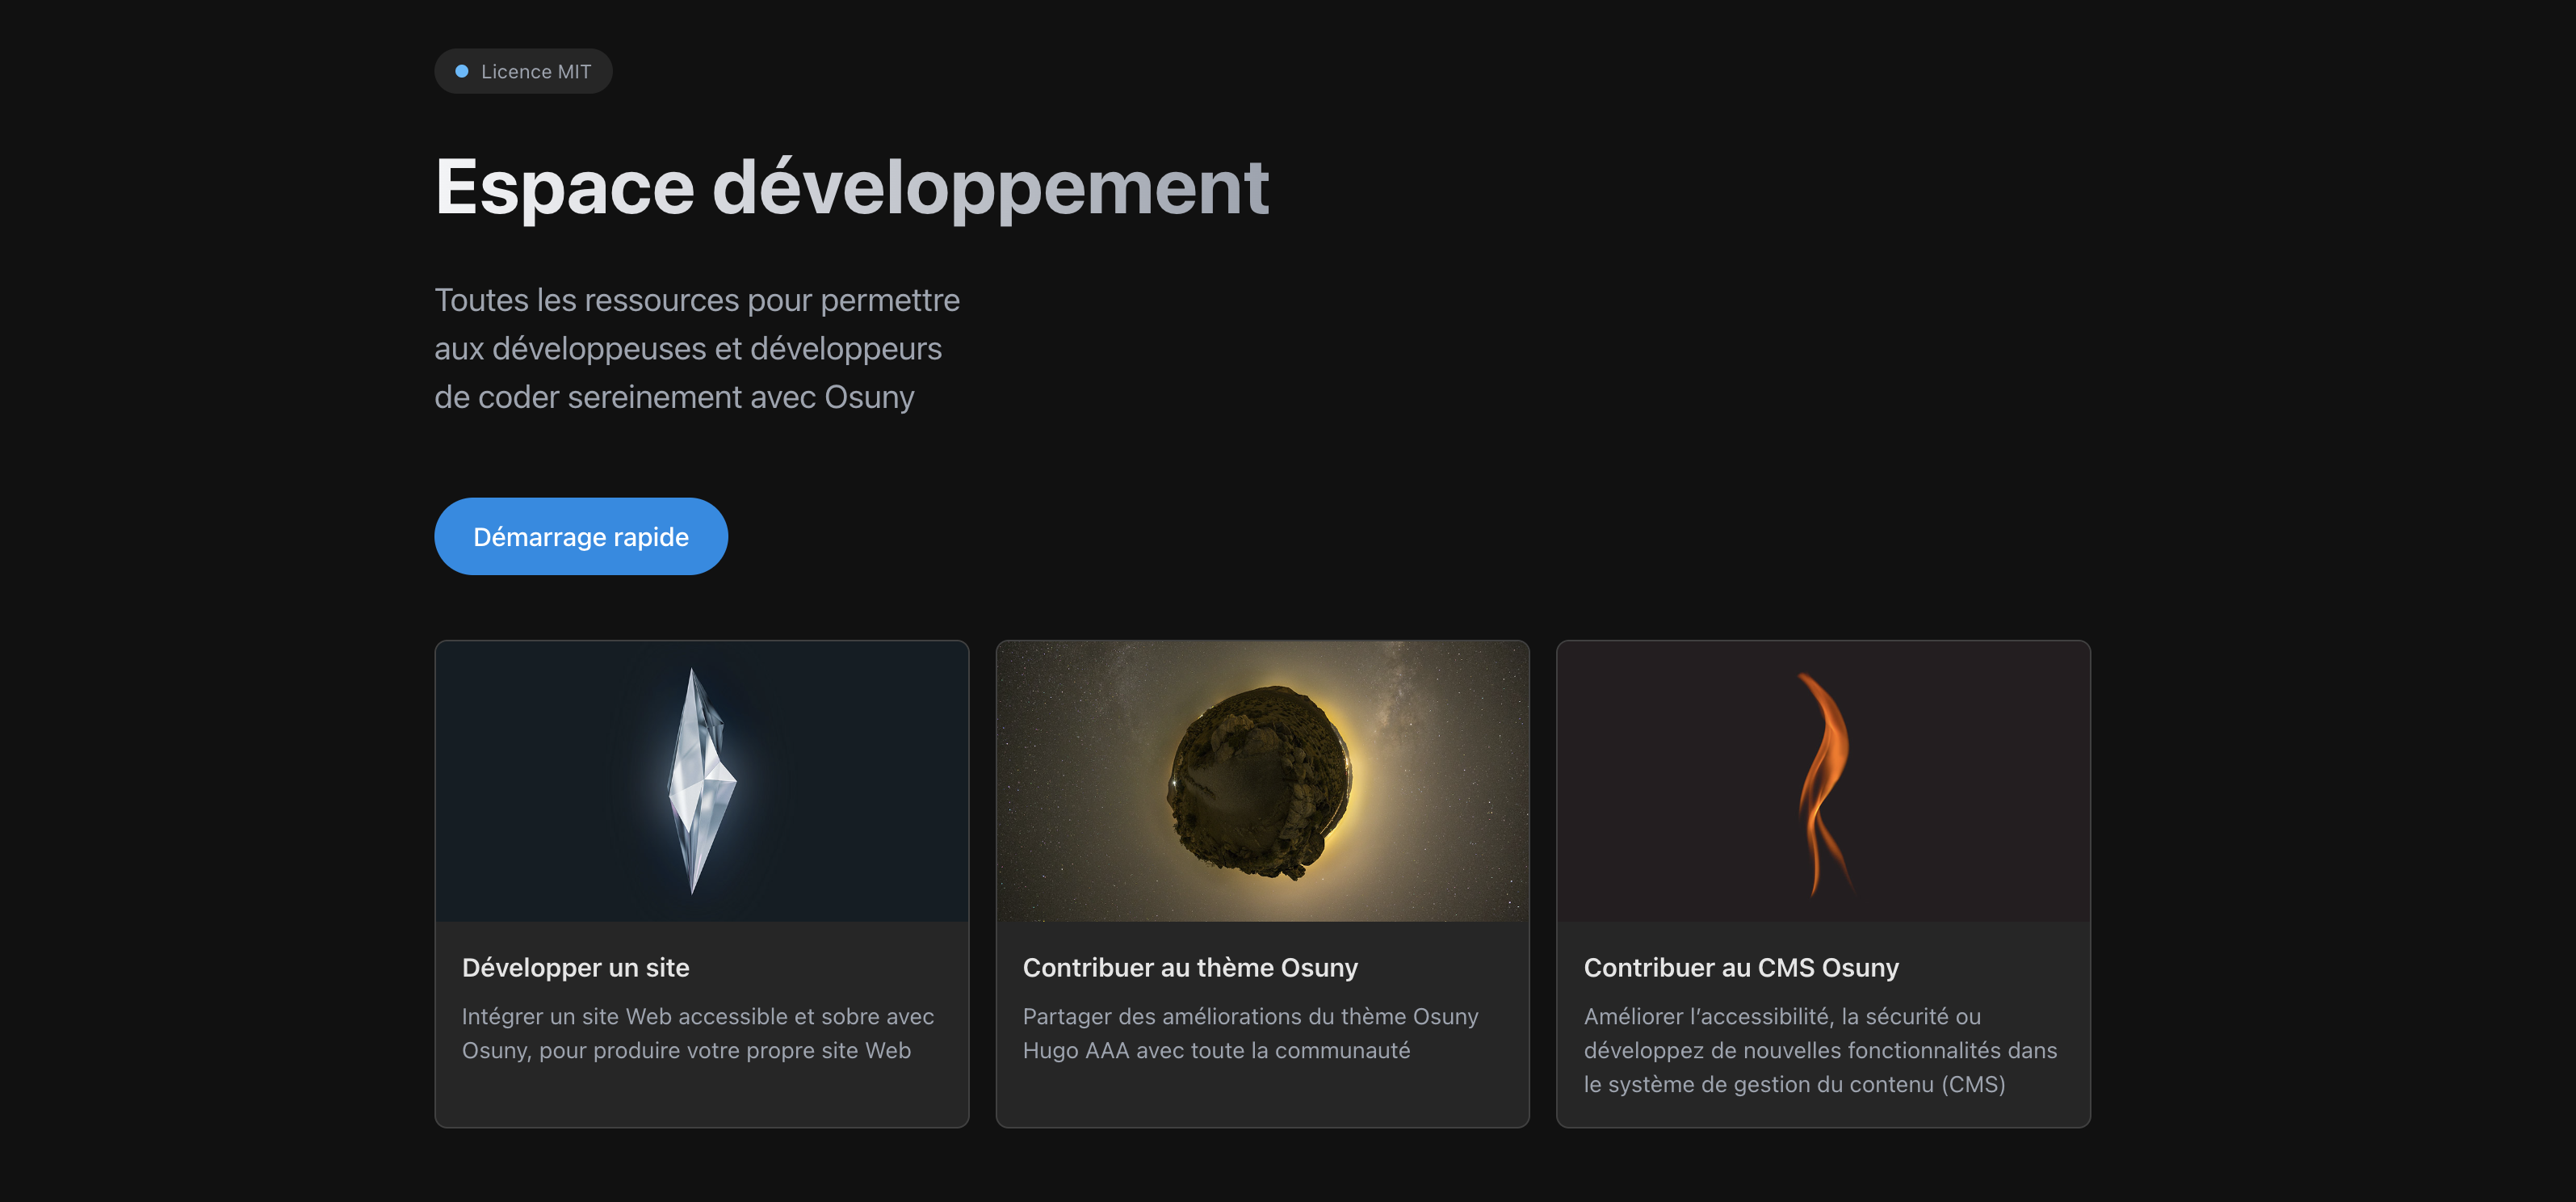 Licence MIT
Espace développement
Toutes les ressources pour permettre
aux développeuses et développeurs
de coder sereinement avec Osuny
Démarrage rapide
Développer un site
Intégrer un site Web accessible et sobre avec
Osuny, pour produire votre propre site Web
Contribuer au thème Osuny
Partager des améliorations du thème Osuny
Hugo AAA avec toute la communauté
Contribuer au CMS Osuny
Améliorer l’accessibilité, la sécurité ou
développez de nouvelles fonctionnalités dans
le système de gestion du contenu (CMS)